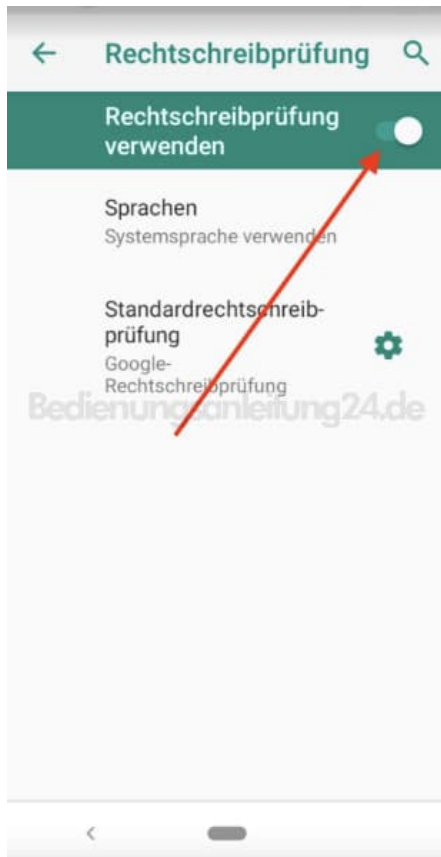 Rechtschreibprüfung
Rechtschreibprüfung
verwenden
Sprachen
Systemsprache verwenden
Standardrechtschreib-
prüfung
Google-
Rechtschreibprüfung
Bedienungsanleitung24.de